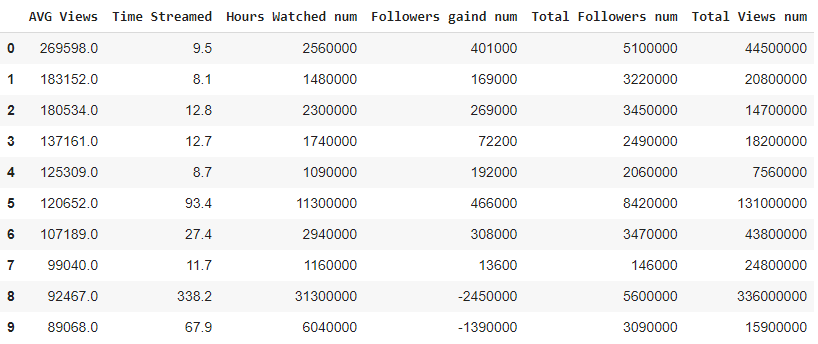 AVG Views Time Streamed Hours Watched num Followers gaind num Total Followers num Total Views num
0 269598.0 9.5 2560000 401000 5100000 44500000
1 183152.0 8.1 1480000 169000 3220000 20800000
2 180534.0 12.8 2300000 269000 3450000 14700000
3 137161.0 12.7 1740000 72200 2490000 18200000
4 125309.0 8.7 1090000 192000 2060000 7560000
5 120652.0 93.4 11300000 466000 8420000 131000000
6 107189.0 27.4 2940000 308000 3470000 43800000
7 99040.0 11.7 1160000 13600 146000 24800000
8 92467.0 338.2 31300000 -2450000 5600000 336000000
9 89068.0 67.9 6040000 -1390000 3090000 15900000